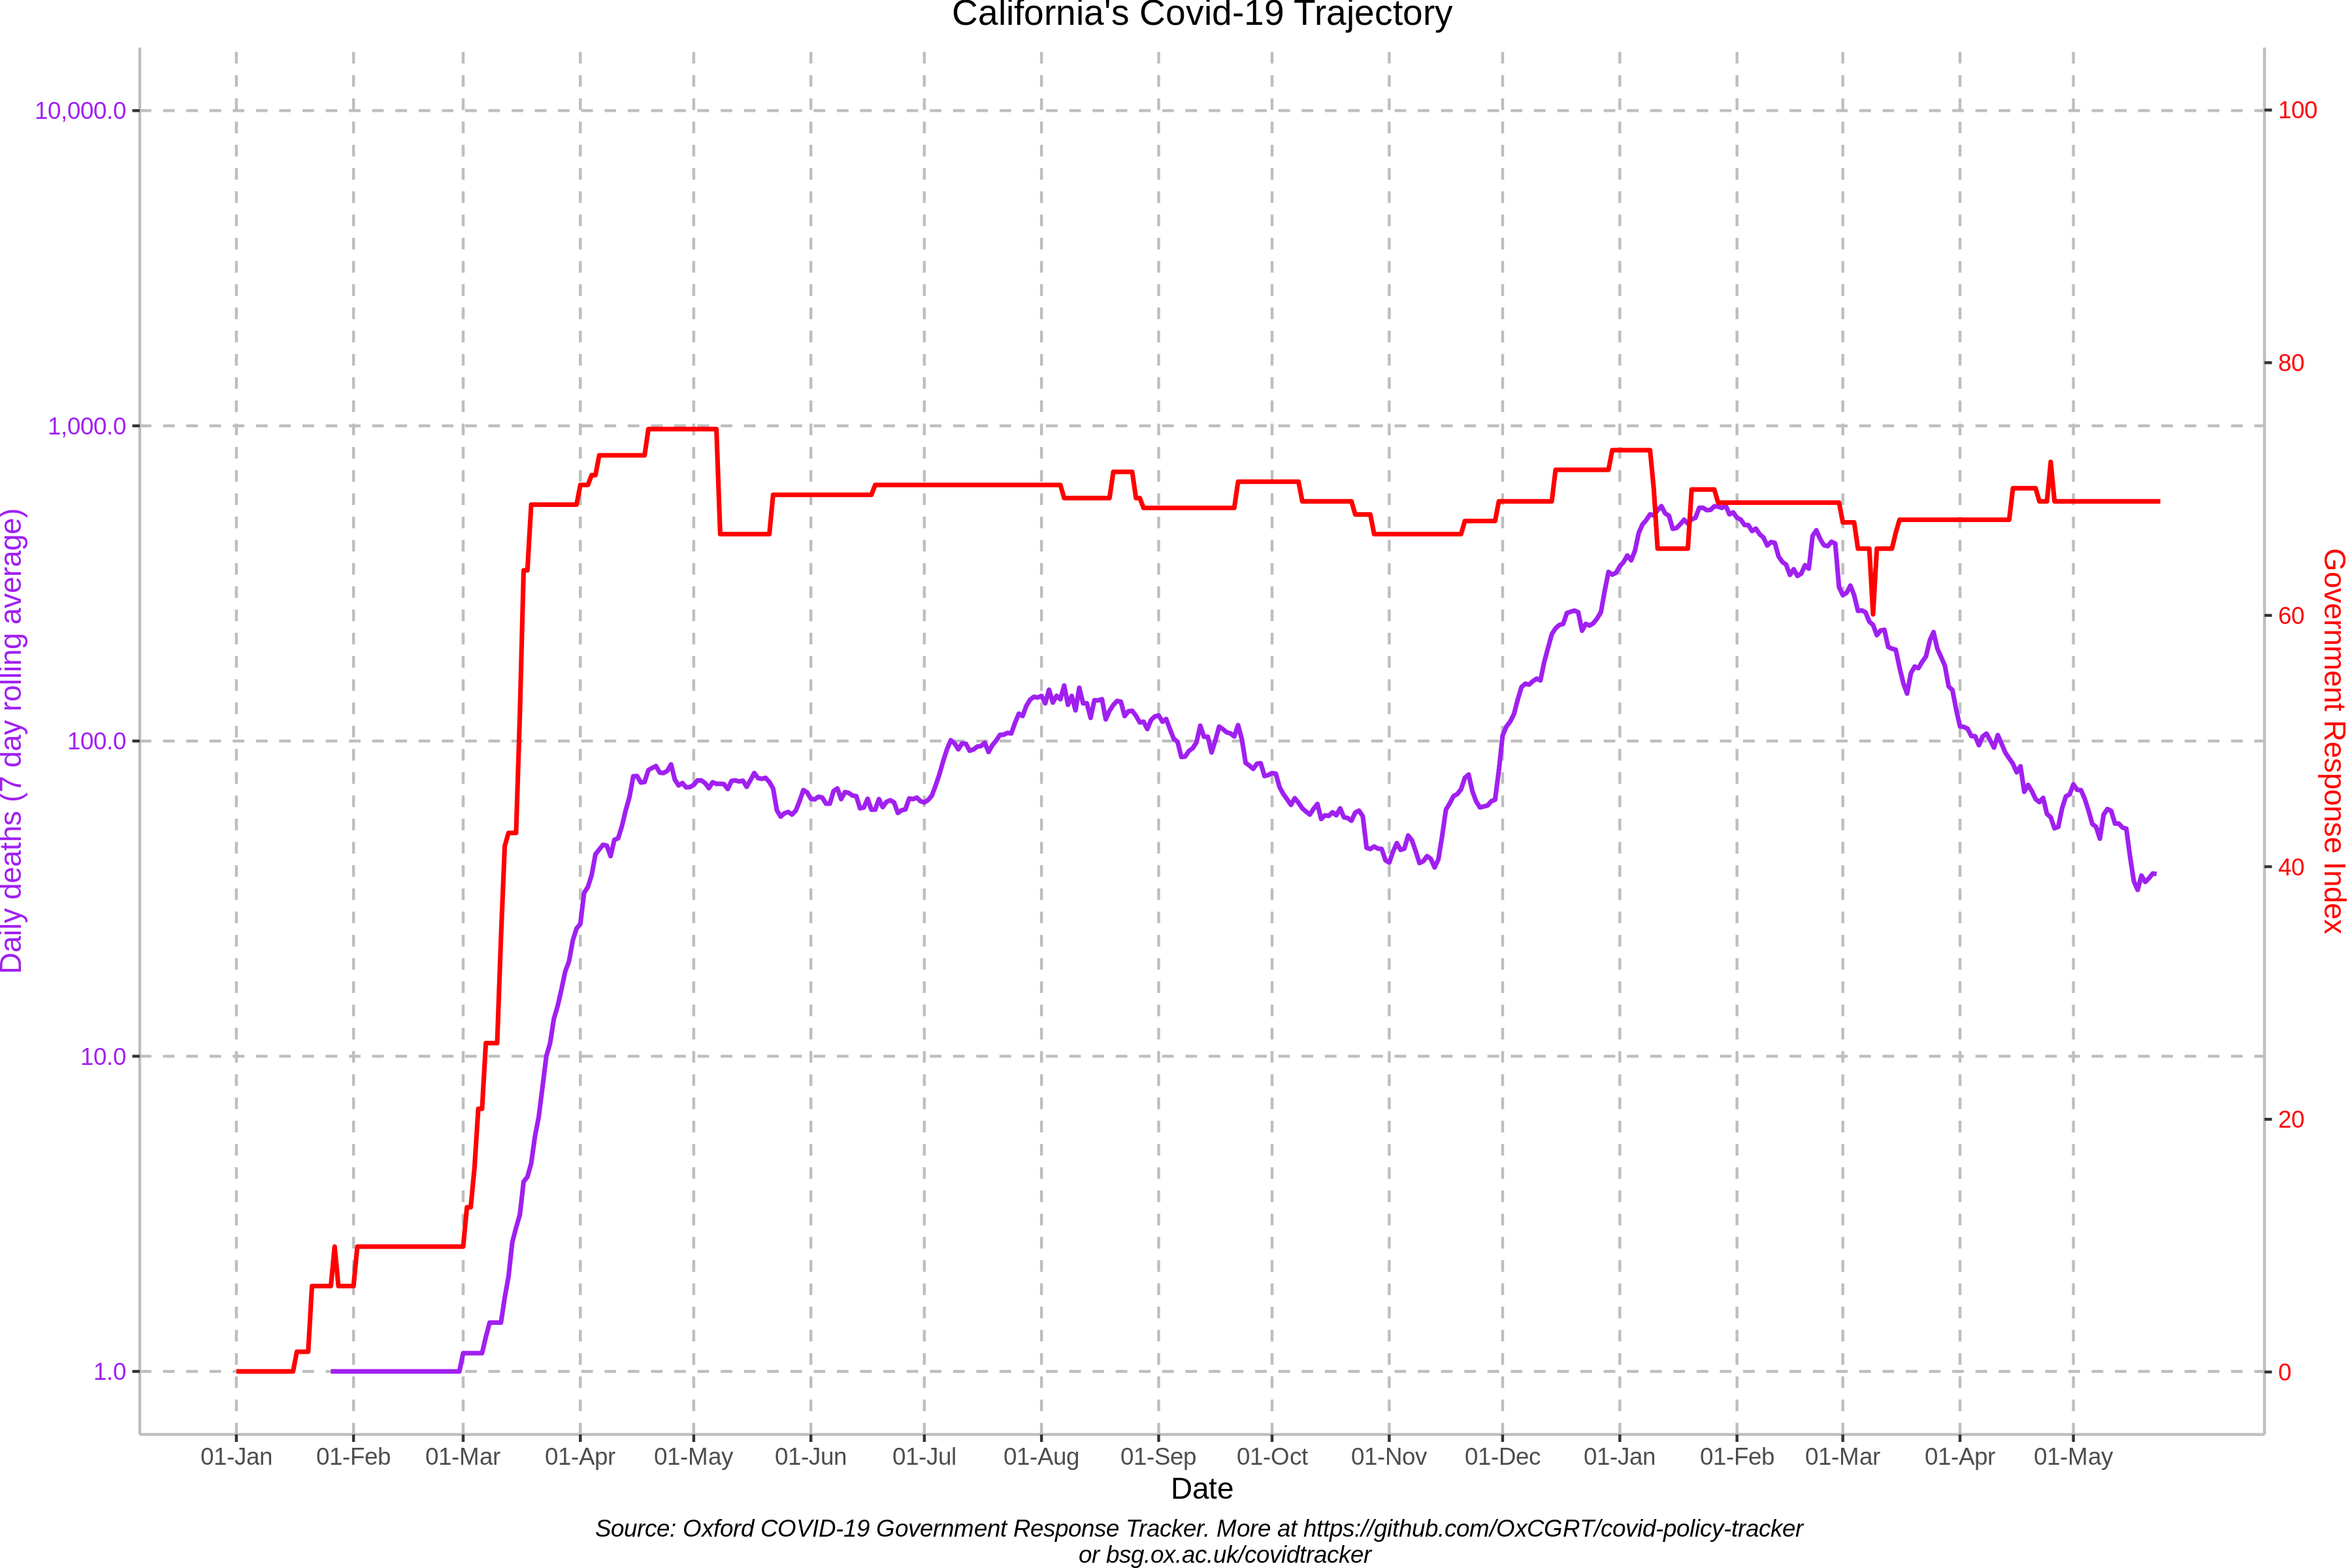 California's Covid-19 Trajectory
Daily deaths (7 day rolling average)
10,000.0
1,000.0
100.0
10.0
1.0
100
80
60
40
20
0
Government Response Index
01-Jan 01-Feb 01-Mar 01-Apr 01-May 01-Jun 01-Jul 01-Aug 01-Sep 01-Oct 01-Nov 01-Dec 01-Jan 01-Feb 01-Mar 01-Apr 01-May
Date
Source: Oxford COVID-19 Government Response Tracker. More at https://github.com/OxCGRT/covid-policy-tracker
or bsg.ox.ac.uk/covidtracker